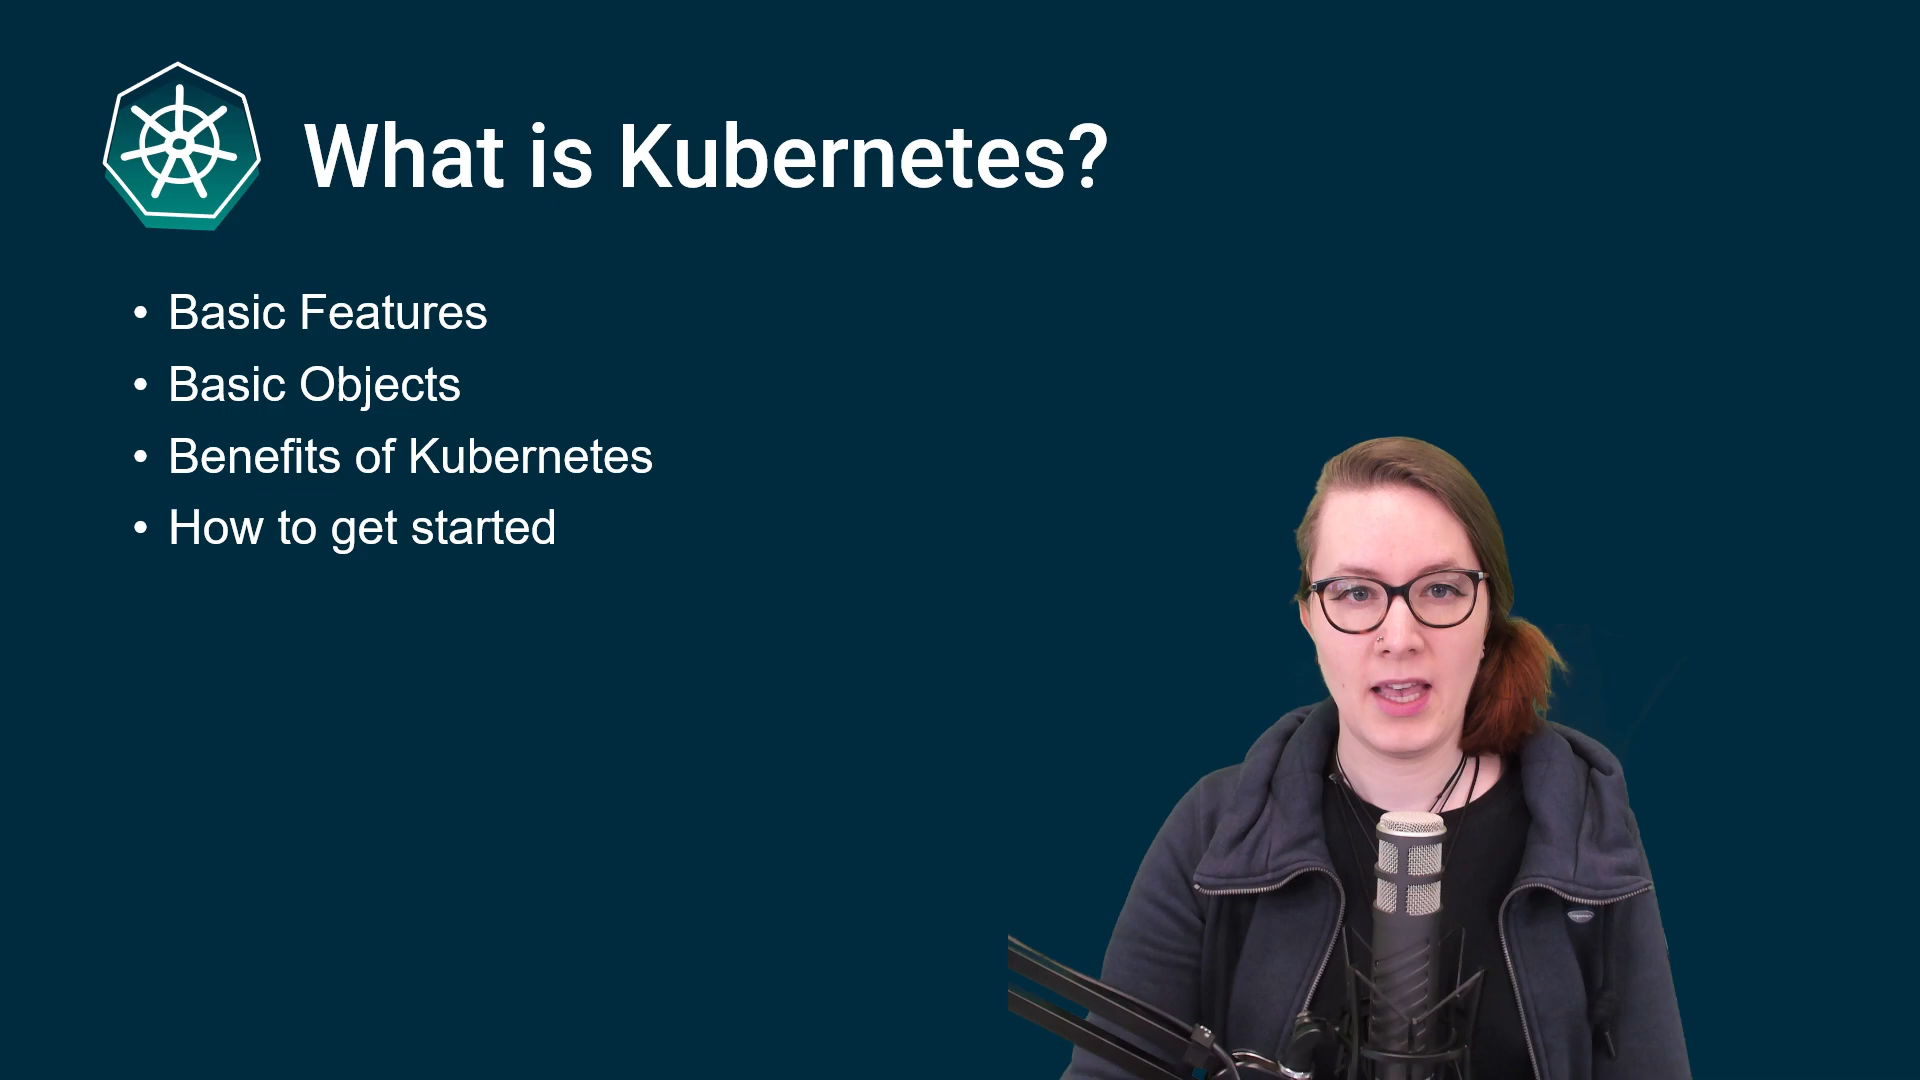 What is Kubernetes?
• Basic Features
• Basic Objects
• Benefits of Kubernetes
• How to get started